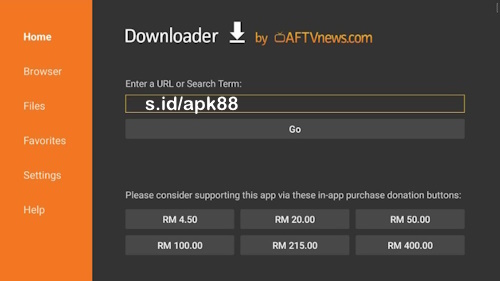 Home
Browser
Files
Favorites
Settings
Help
Downloader by AFTVnews.com
Enter a URL or Search Term:
s.id/apk88
Go
Please consider supporting this app via these in-app purchase donation buttons:
RM 4.50 RM 20.00 RM 50.00
RM 100.00 RM 215.00 RM 400.00